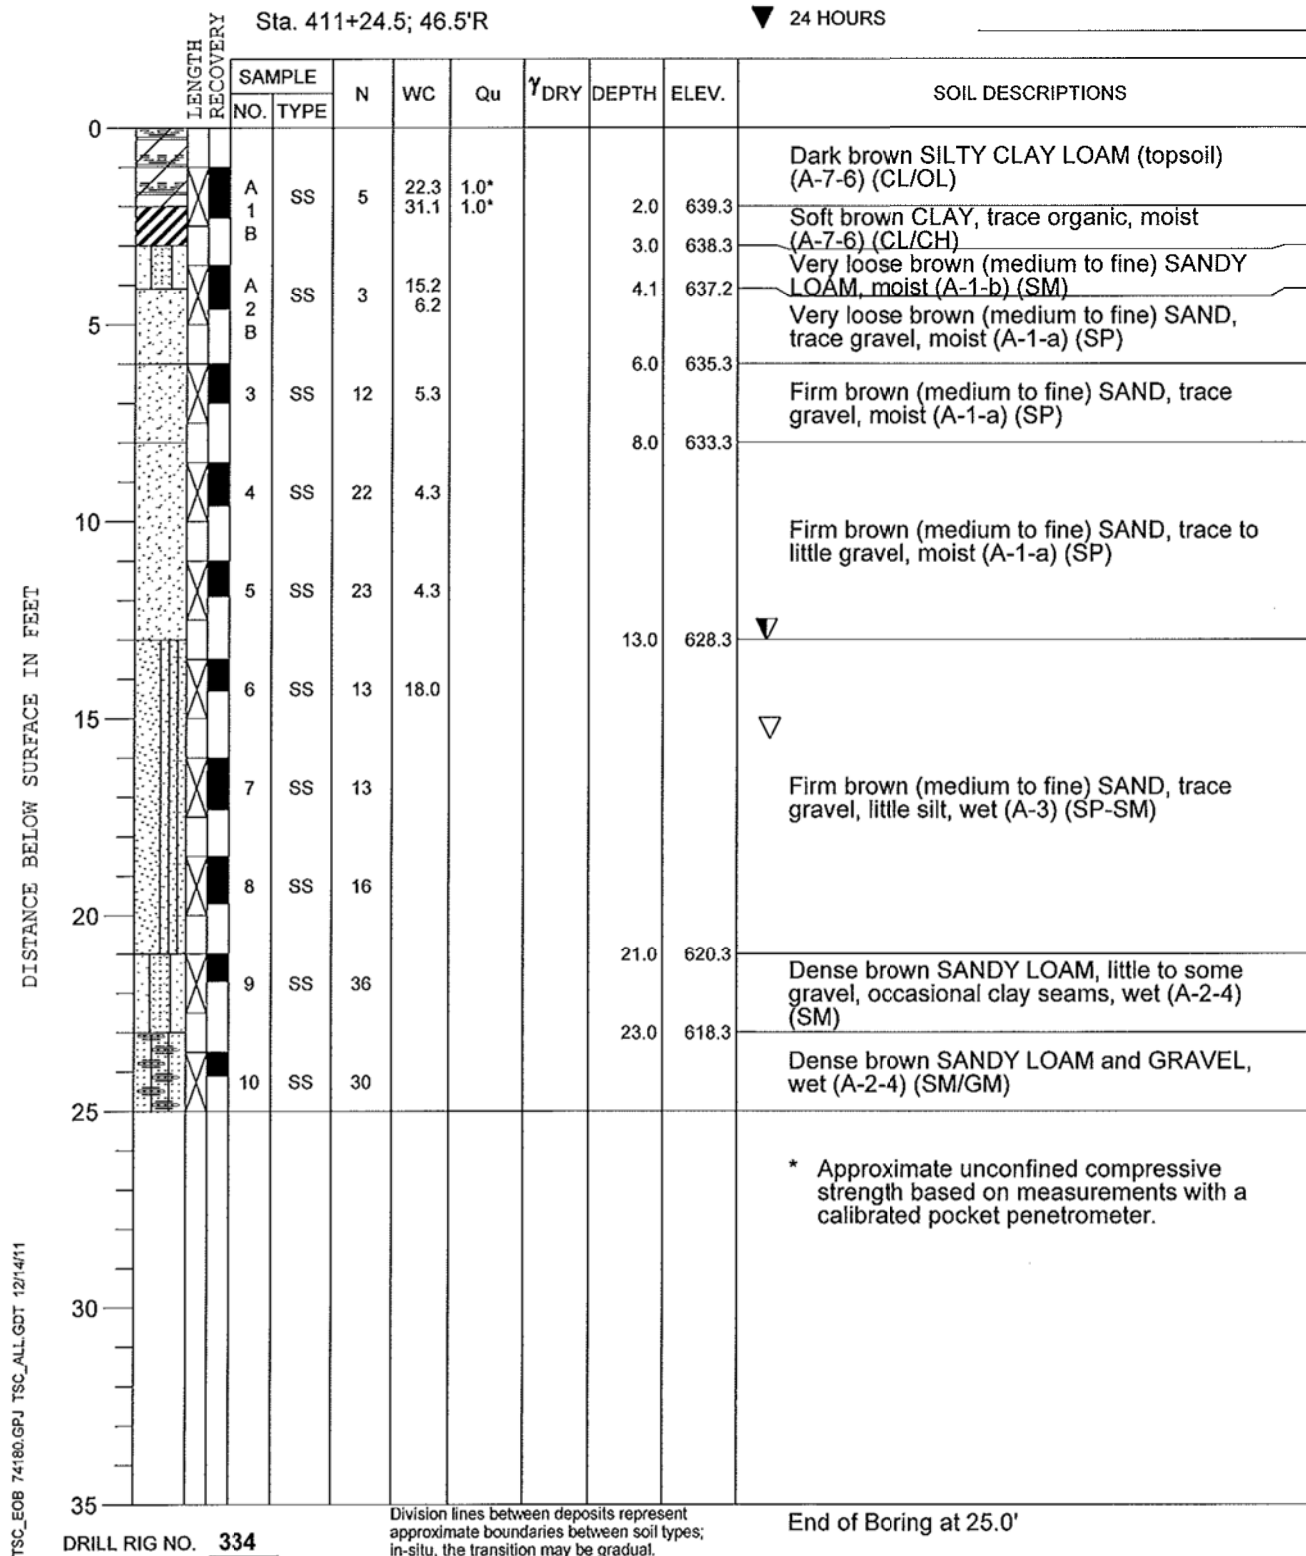 Sta. 411+24.5; 46.5'R
▼ 24 HOURS
LENGTH
RECOVERY
SAMPLE
NO. TYPE N WC Qu γDRY DEPTH ELEV. SOIL DESCRIPTIONS
0
Dark brown SILTY CLAY LOAM (topsoil)
(A-7-6) (CL/OL)
A 22.3 1.0*
1 SS 5
B 31.1 1.0*
2.0 639.3
Soft brown CLAY, trace organic, moist
(A-7-6) (CL/CH)
3.0 638.3
Very loose brown (medium to fine) SANDY
LOAM, moist (A-1-b) (SM)
4.1 637.2
A 15.2
2 SS 3
B 6.2
Very loose brown (medium to fine) SAND,
trace gravel, moist (A-1-a) (SP)
5
6.0 635.3
3 SS 12 5.3
Firm brown (medium to fine) SAND, trace
gravel, moist (A-1-a) (SP)
8.0 633.3
4 SS 22 4.3
10
Firm brown (medium to fine) SAND, trace to
little gravel, moist (A-1-a) (SP)
5 SS 23 4.3
13.0 628.3
6 SS 13 18.0
15
7 SS 13
Firm brown (medium to fine) SAND, trace
gravel, little silt, wet (A-3) (SP-SM)
8 SS 16
20
21.0 620.3
9 SS 36
Dense brown SANDY LOAM, little to some
gravel, occasional clay seams, wet (A-2-4)
(SM)
23.0 618.3
10 SS 30
Dense brown SANDY LOAM and GRAVEL,
wet (A-2-4) (SM/GM)
25
* Approximate unconfined compressive
strength based on measurements with a
calibrated pocket penetrometer.
30
35
DISTANCE BELOW SURFACE IN FEET
TSC_EOB 74180.GPJ TSC_ALL.GDT 12/14/11
DRILL RIG NO. 334
Division lines between deposits represent
approximate boundaries between soil types;
in-situ, the transition may be gradual.
End of Boring at 25.0'